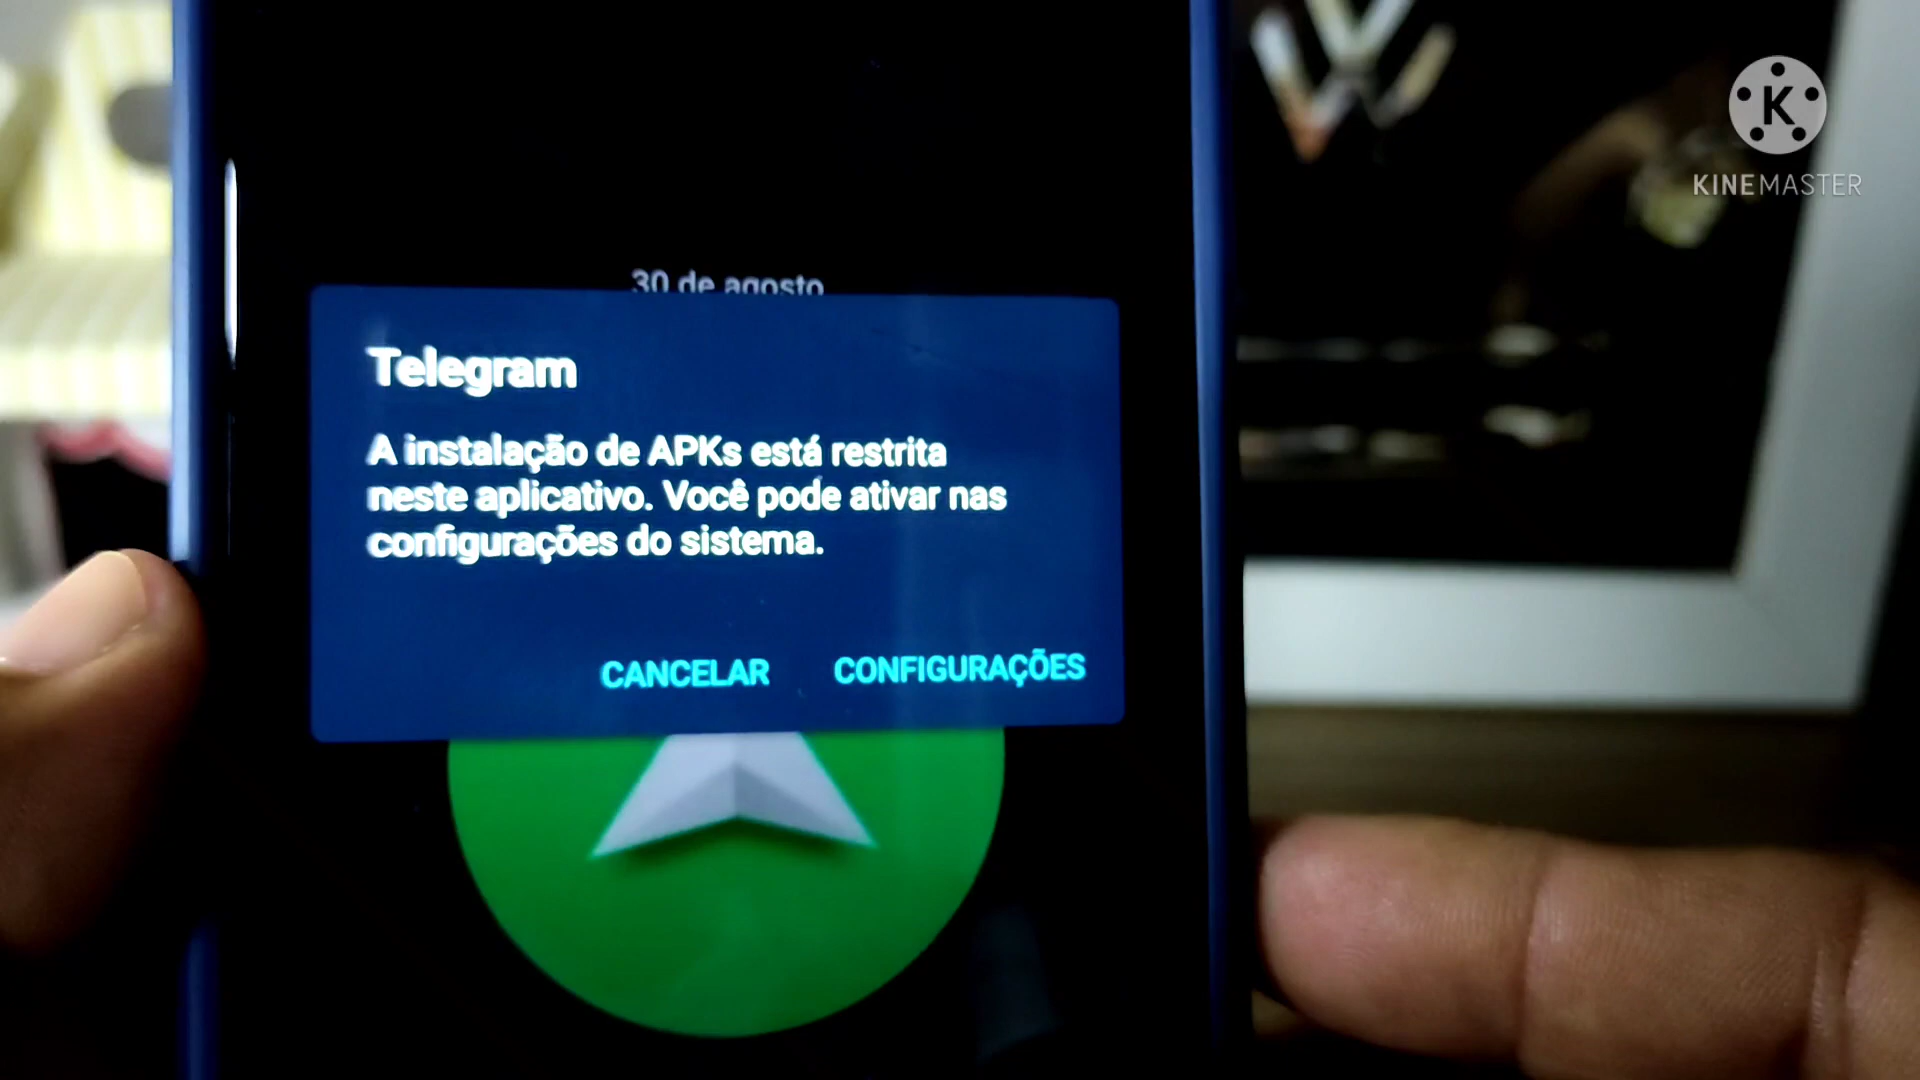 K
KINEMASTER
30 de agosto
Telegram
A instalação de APKs está restrita
neste aplicativo. Você pode ativar nas
configurações do sistema.
CANCELAR CONFIGURAÇÕES